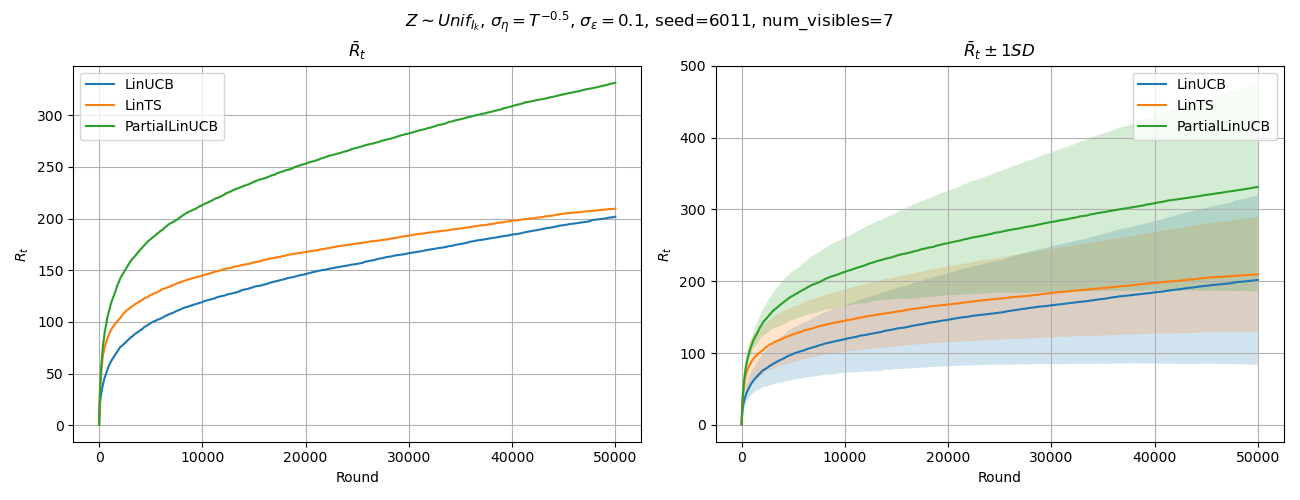 Z ∼ Unif_{I_k}, σ_η = T^{−0.5}, σ_ε = 0.1, seed=6011, num_visibles=7
R̄_t
LinUCB
LinTS
PartialLinUCB
300
250
200
150
100
50
0
R_t
0 10000 20000 30000 40000 50000
Round
R̄_t ± 1SD
LinUCB
LinTS
PartialLinUCB
500
400
300
200
100
0
R_t
0 10000 20000 30000 40000 50000
Round